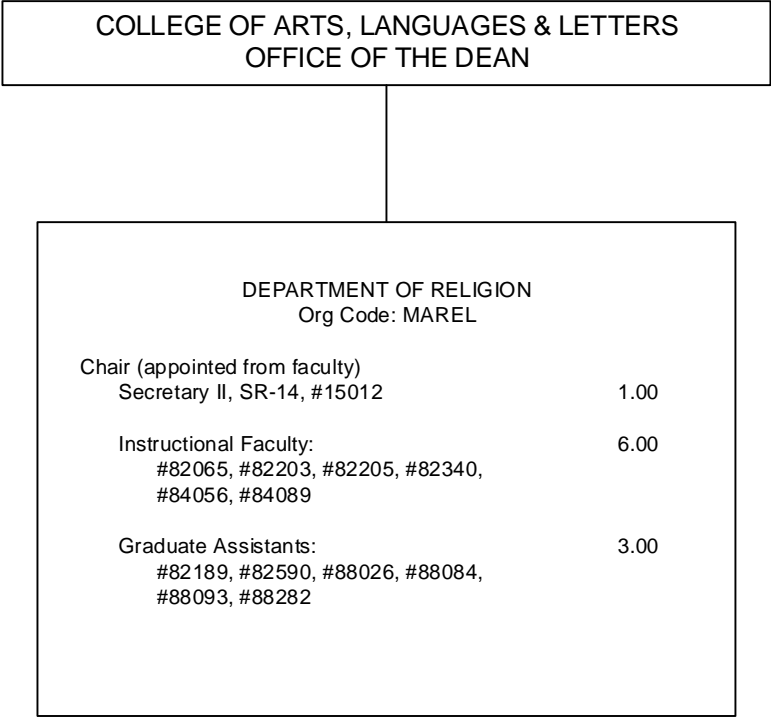 COLLEGE OF ARTS, LANGUAGES & LETTERS
OFFICE OF THE DEAN
DEPARTMENT OF RELIGION
Org Code: MAREL
Chair (appointed from faculty)
Secretary II, SR-14, #15012 1.00
Instructional Faculty: 6.00
#82065, #82203, #82205, #82340,
#84056, #84089
Graduate Assistants: 3.00
#82189, #82590, #88026, #88084,
#88093, #88282